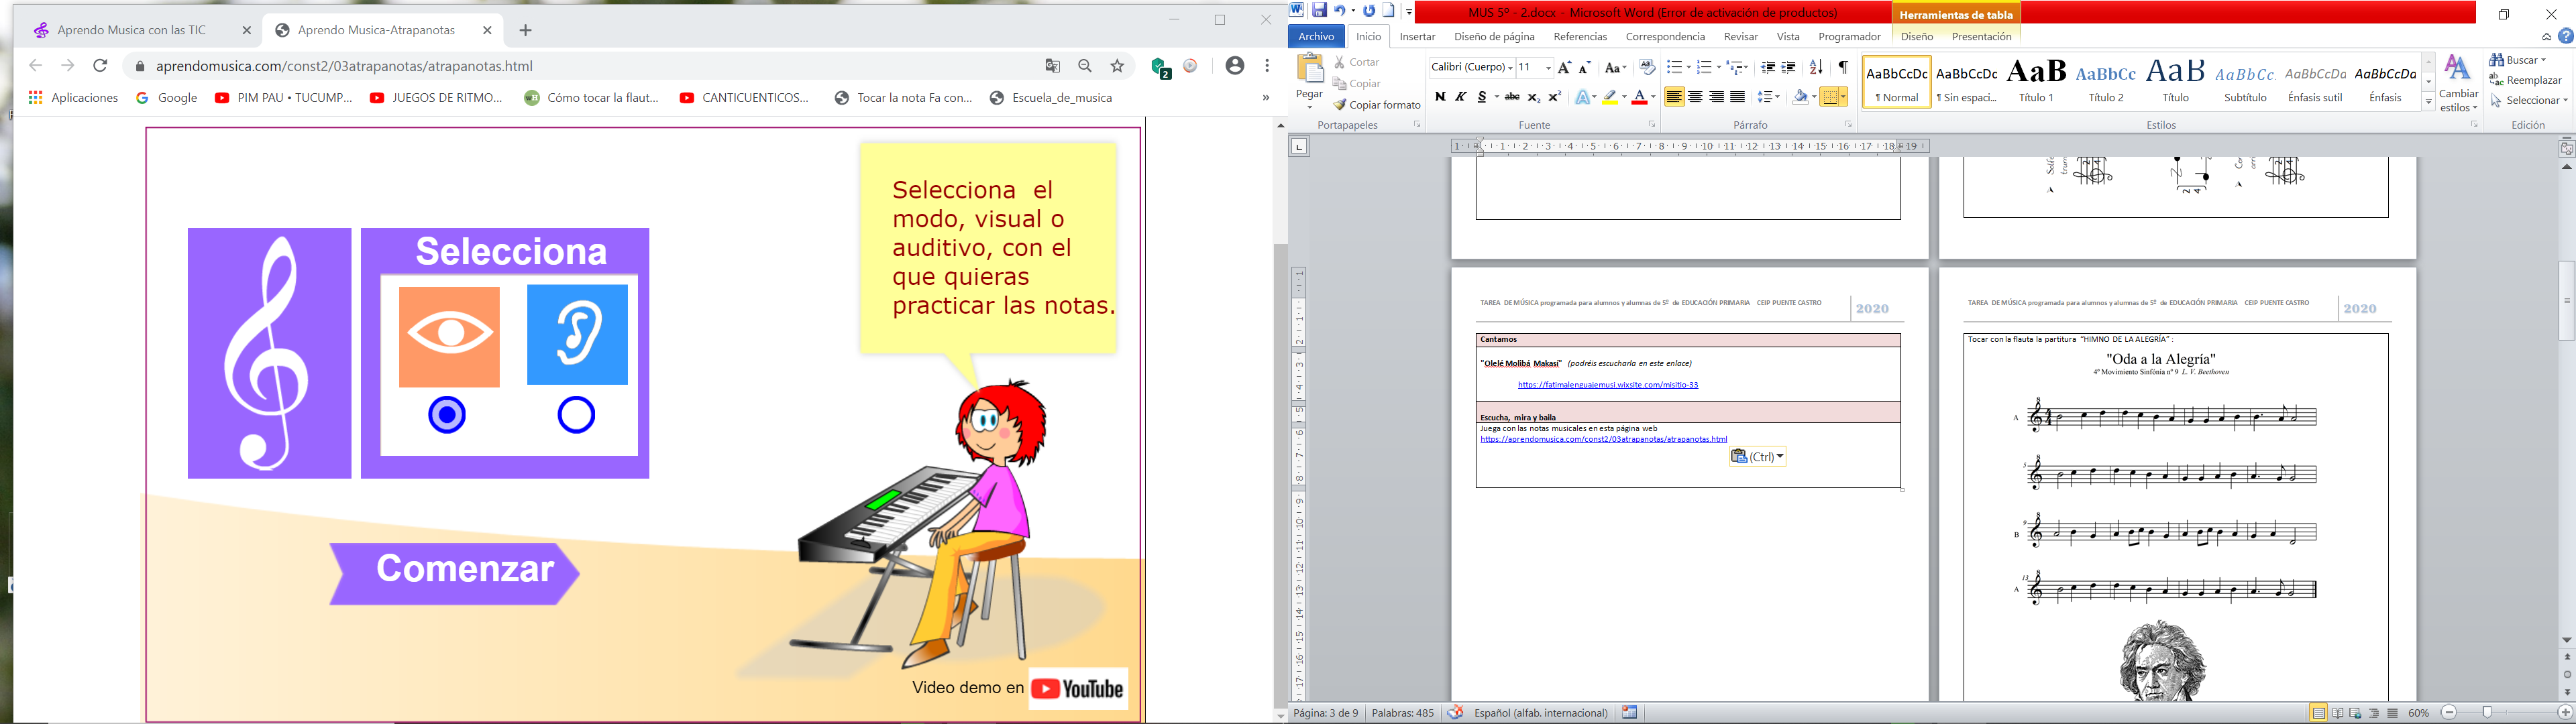 Aprendo Musica con las TIC
Aprendo Musica-Atrapanotas
aprendomusica.com/const2/03atrapanotas/atrapanotas.html
2
Aplicaciones
Google
PIM PAU • TUCUMP...
JUEGOS DE RITMO...
Cómo tocar la flaut...
CANTICUENTICOS...
Tocar la nota Fa con...
Escuela_de_musica
»
Selecciona el
modo, visual o
auditivo, con el
que quieras
practicar las notas.
Selecciona
Comenzar
Video demo en YouTube
MUS 5º - 2.docx - Microsoft Word (Error de activación de productos)
Herramientas de tabla
Archivo
Inicio
Insertar
Diseño de página
Referencias
Correspondencia
Revisar
Vista
Programador
Diseño
Presentación
Pegar
Cortar
Copiar
Copiar formato
Portapapeles
Calibri (Cuerpo)
11
N K S abc x₂ x²
Fuente
Párrafo
AaBbCcDc
¶ Normal
AaBbCcDc
¶ Sin espaci...
AaB
Título 1
AaBbCc
Título 2
AaB
Título
AaBbCc.
Subtítulo
AaBbCcDa
Énfasis sutil
AaBbCcDa
Énfasis
Cambiar
estilos
Estilos
Buscar
Reemplazar
Seleccionar
Edición
TAREA DE MÚSICA programada para alumnos y alumnas de 5º de EDUCACIÓN PRIMARIA CEIP PUENTE CASTRO
2020
Cantamos
"Olelé Molibá Makasi" (podréis escucharla en este enlace)
https://fatimalenguajemusi.wixsite.com/misitio-33
Escucha, mira y baila
Juega con las notas musicales en esta página web
https://aprendomusica.com/const2/03atrapanotas/atrapanotas.html
(Ctrl)
TAREA DE MÚSICA programada para alumnos y alumnas de 5º de EDUCACIÓN PRIMARIA CEIP PUENTE CASTRO
2020
Tocar con la flauta la partitura "HIMNO DE LA ALEGRÍA" :
"Oda a la Alegría"
4º Movimiento Sinfónia nº 9 L. V. Beethoven
A
5
9
B
13
A
Página: 3 de 9
Palabras: 485
Español (alfab. internacional)
60%